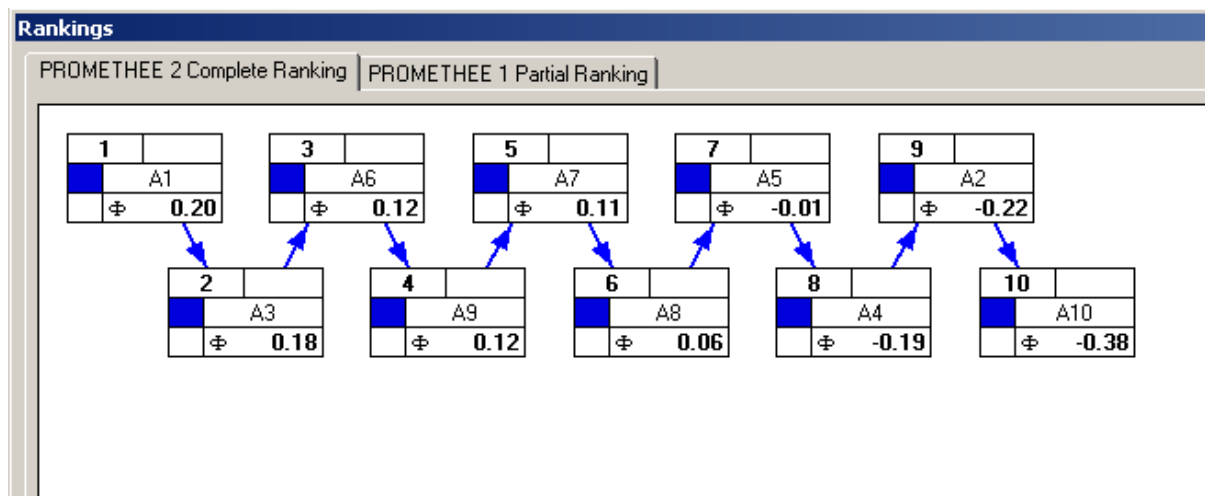 Rankings
PROMETHEE 2 Complete Ranking PROMETHEE 1 Partial Ranking
1 3 5 7 9
A1 A6 A7 A5 A2
Φ 0.20 Φ 0.12 Φ 0.11 Φ -0.01 Φ -0.22
2 4 6 8 10
A3 A9 A8 A4 A10
Φ 0.18 Φ 0.12 Φ 0.06 Φ -0.19 Φ -0.38